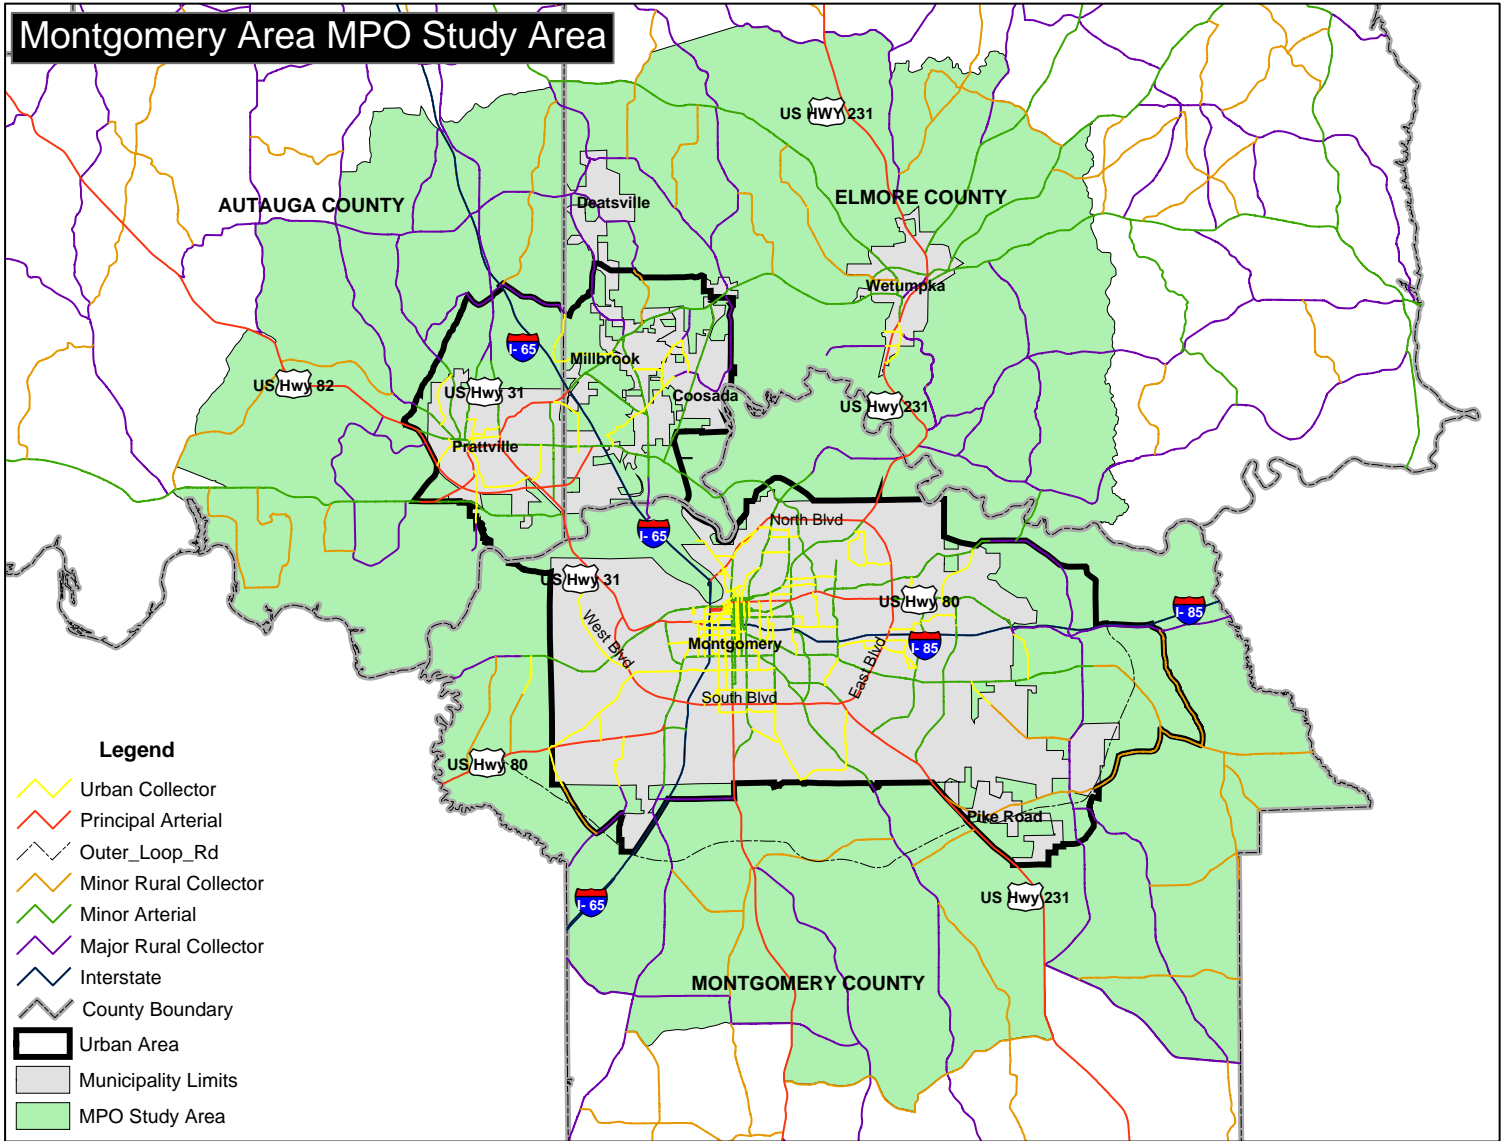 Montgomery Area MPO Study Area
US HWY 231
AUTAUGA COUNTY
Deatsville
ELMORE COUNTY
Wetumpka
I- 65
Millbrook
US Hwy 82
US Hwy 31
Coosada
US Hwy 231
Prattville
North Blvd
I- 65
US Hwy 31
US Hwy 80
I- 85
West Blvd
Montgomery
I- 85
East Blvd
South Blvd
US Hwy 80
Pike Road
US Hwy 231
I- 65
MONTGOMERY COUNTY
Legend
Urban Collector
Principal Arterial
Outer_Loop_Rd
Minor Rural Collector
Minor Arterial
Major Rural Collector
Interstate
County Boundary
Urban Area
Municipality Limits
MPO Study Area